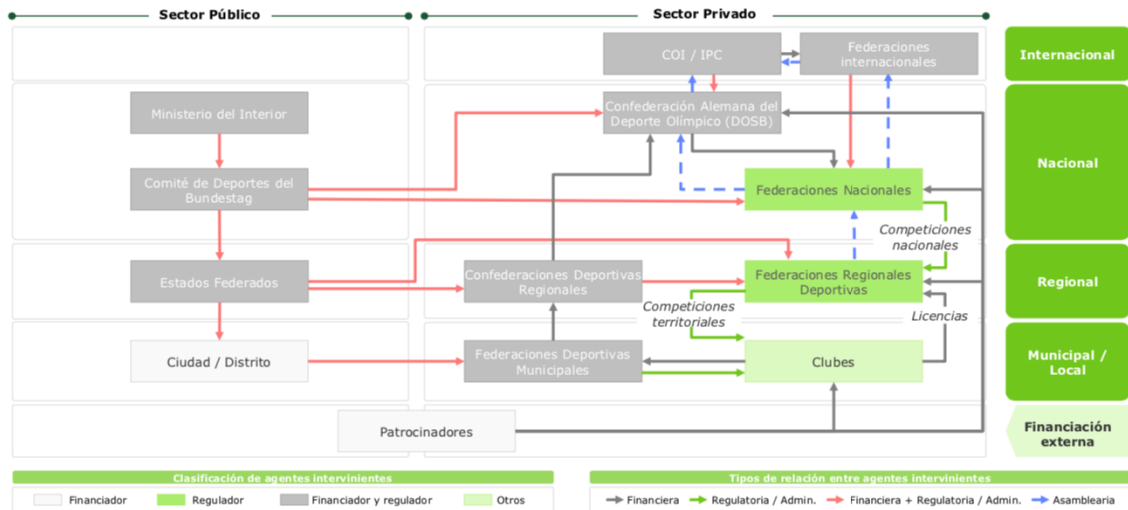 Sector Público
Sector Privado
COI / IPC
Federaciones
internacionales
Internacional
Ministerio del Interior
Confederación Alemana del
Deporte Olímpico (DOSB)
Comité de Deportes del
Bundestag
Federaciones Nacionales
Nacional
Competiciones
nacionales
Estados Federados
Confederaciones Deportivas
Regionales
Federaciones Regionales
Deportivas
Regional
Competiciones
territoriales
Licencias
Ciudad / Distrito
Federaciones Deportivas
Municipales
Clubes
Municipal /
Local
Patrocinadores
Financiación
externa
Clasificación de agentes intervinientes
Financiador
Regulador
Financiador y regulador
Otros
Tipos de relación entre agentes intervinientes
Financiera
Regulatoria / Admin.
Financiera + Regulatoria / Admin.
Asamblearia